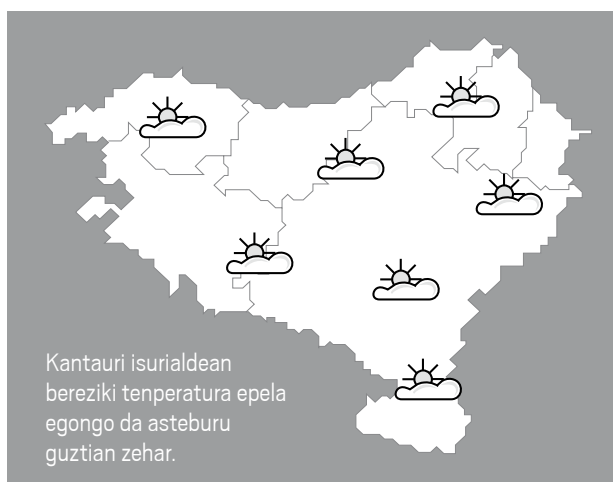 Kantauri isurialdean
bereziki tenperatura epela
egongo da asteburu
guztian zehar.